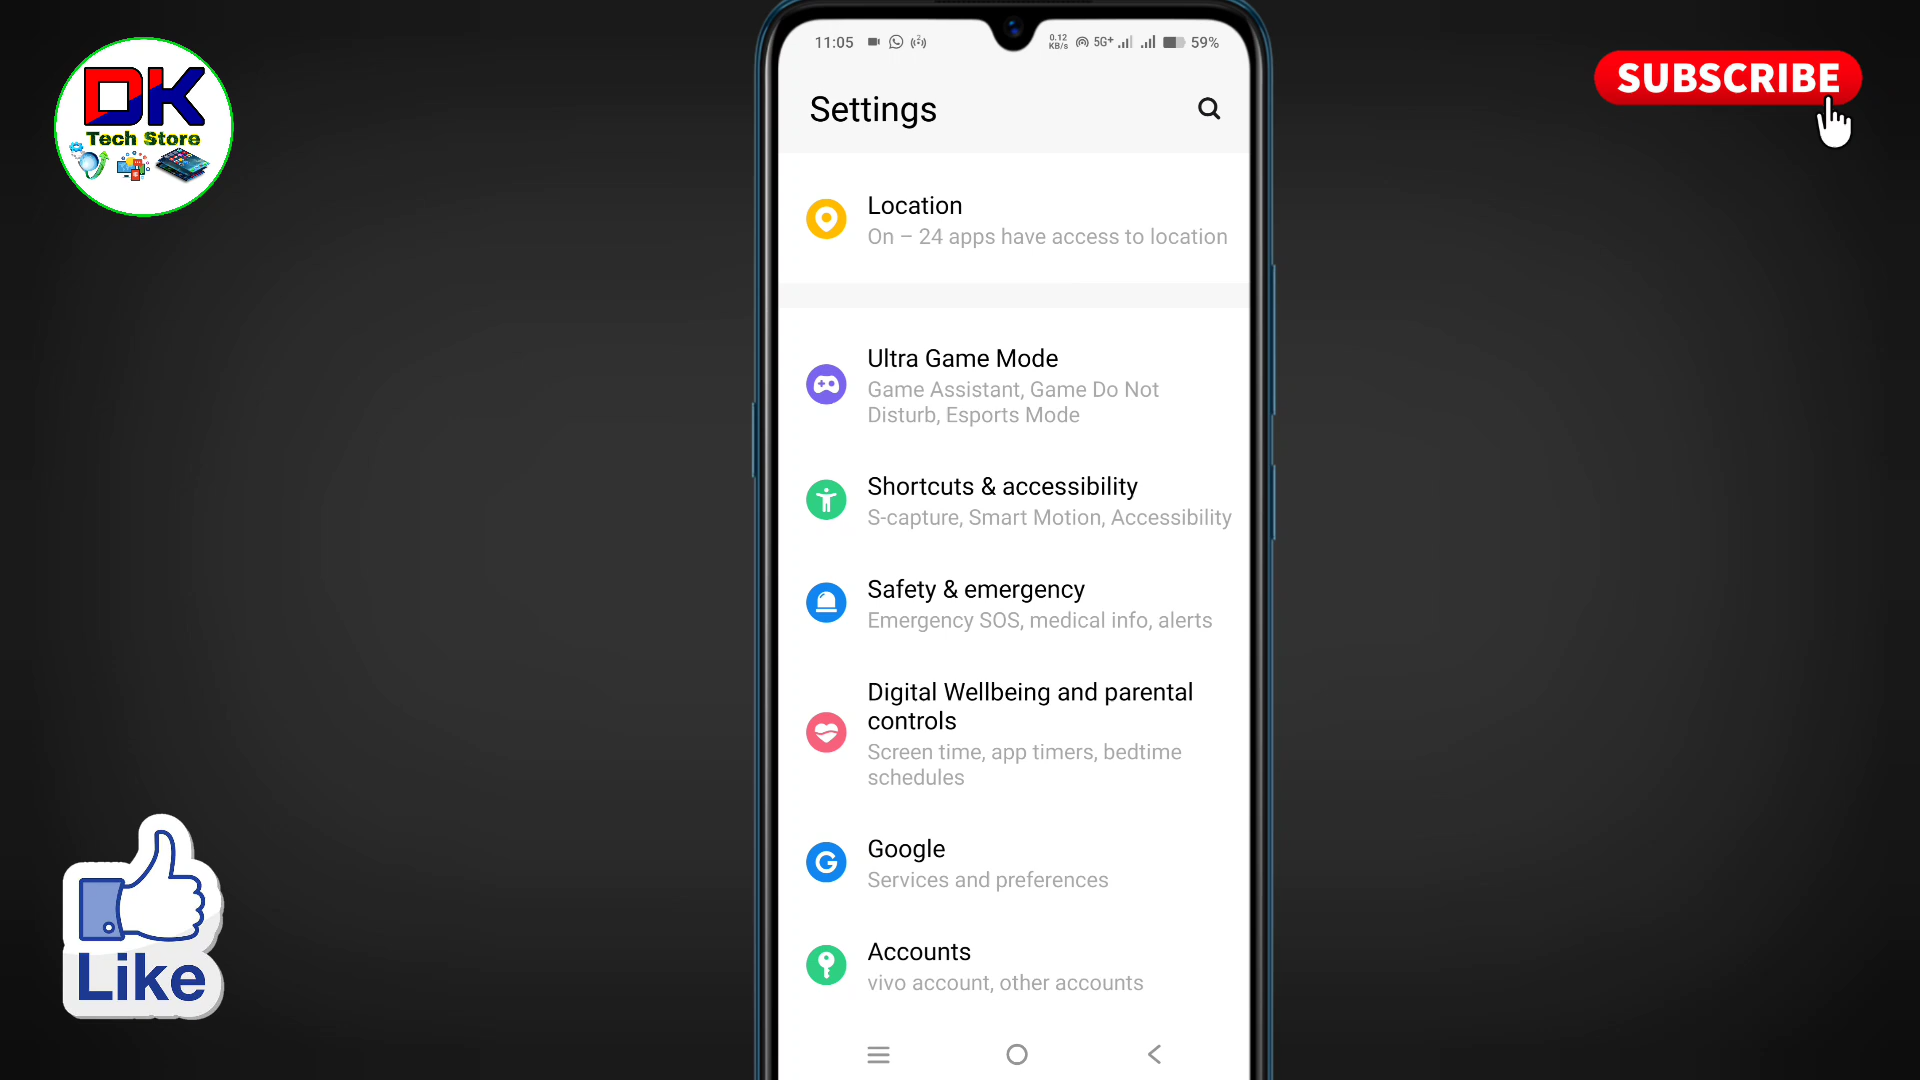 DK
Tech Store
SUBSCRIBE
11:05
0.12
KB/s
5G+
59%
Settings
Location
On – 24 apps have access to location
Ultra Game Mode
Game Assistant, Game Do Not
Disturb, Esports Mode
Shortcuts & accessibility
S-capture, Smart Motion, Accessibility
Safety & emergency
Emergency SOS, medical info, alerts
Digital Wellbeing and parental
controls
Screen time, app timers, bedtime
schedules
Google
Services and preferences
Accounts
vivo account, other accounts
Like